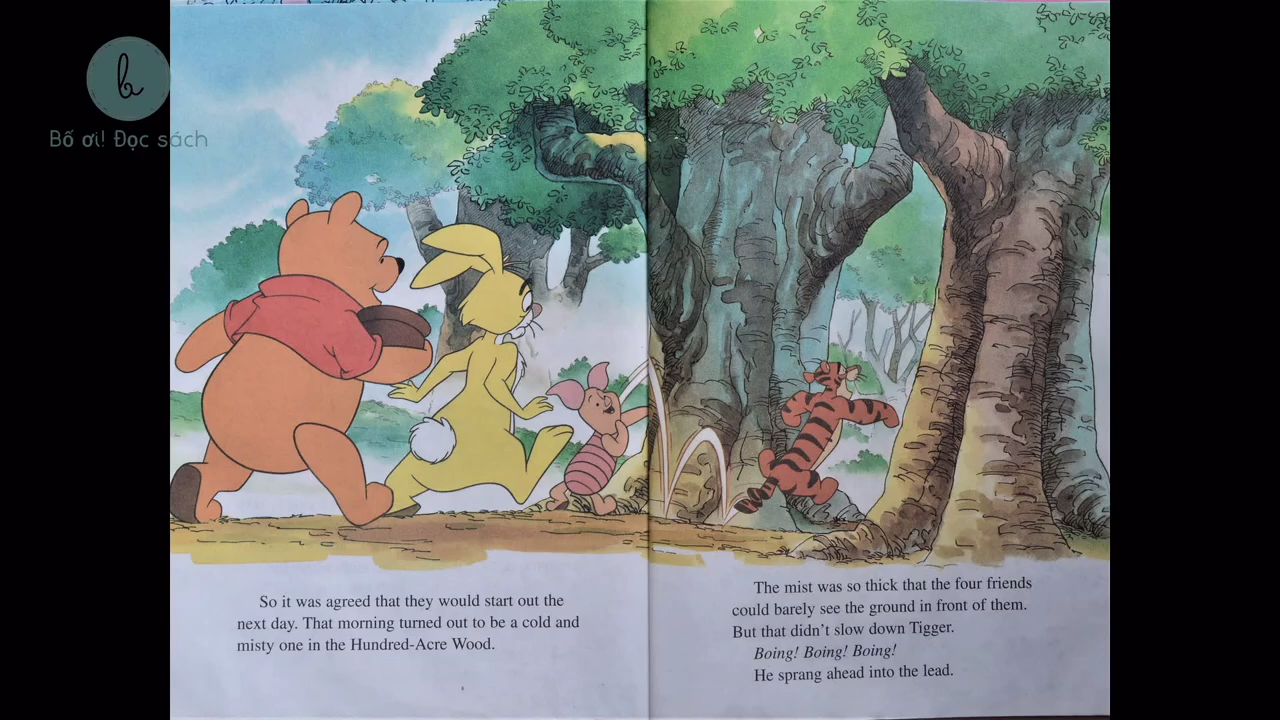 b
Bố ơi! Đọc sách
So it was agreed that they would start out the
next day. That morning turned out to be a cold and
misty one in the Hundred-Acre Wood.
The mist was so thick that the four friends
could barely see the ground in front of them.
But that didn't slow down Tigger.
Boing! Boing! Boing!
He sprang ahead into the lead.